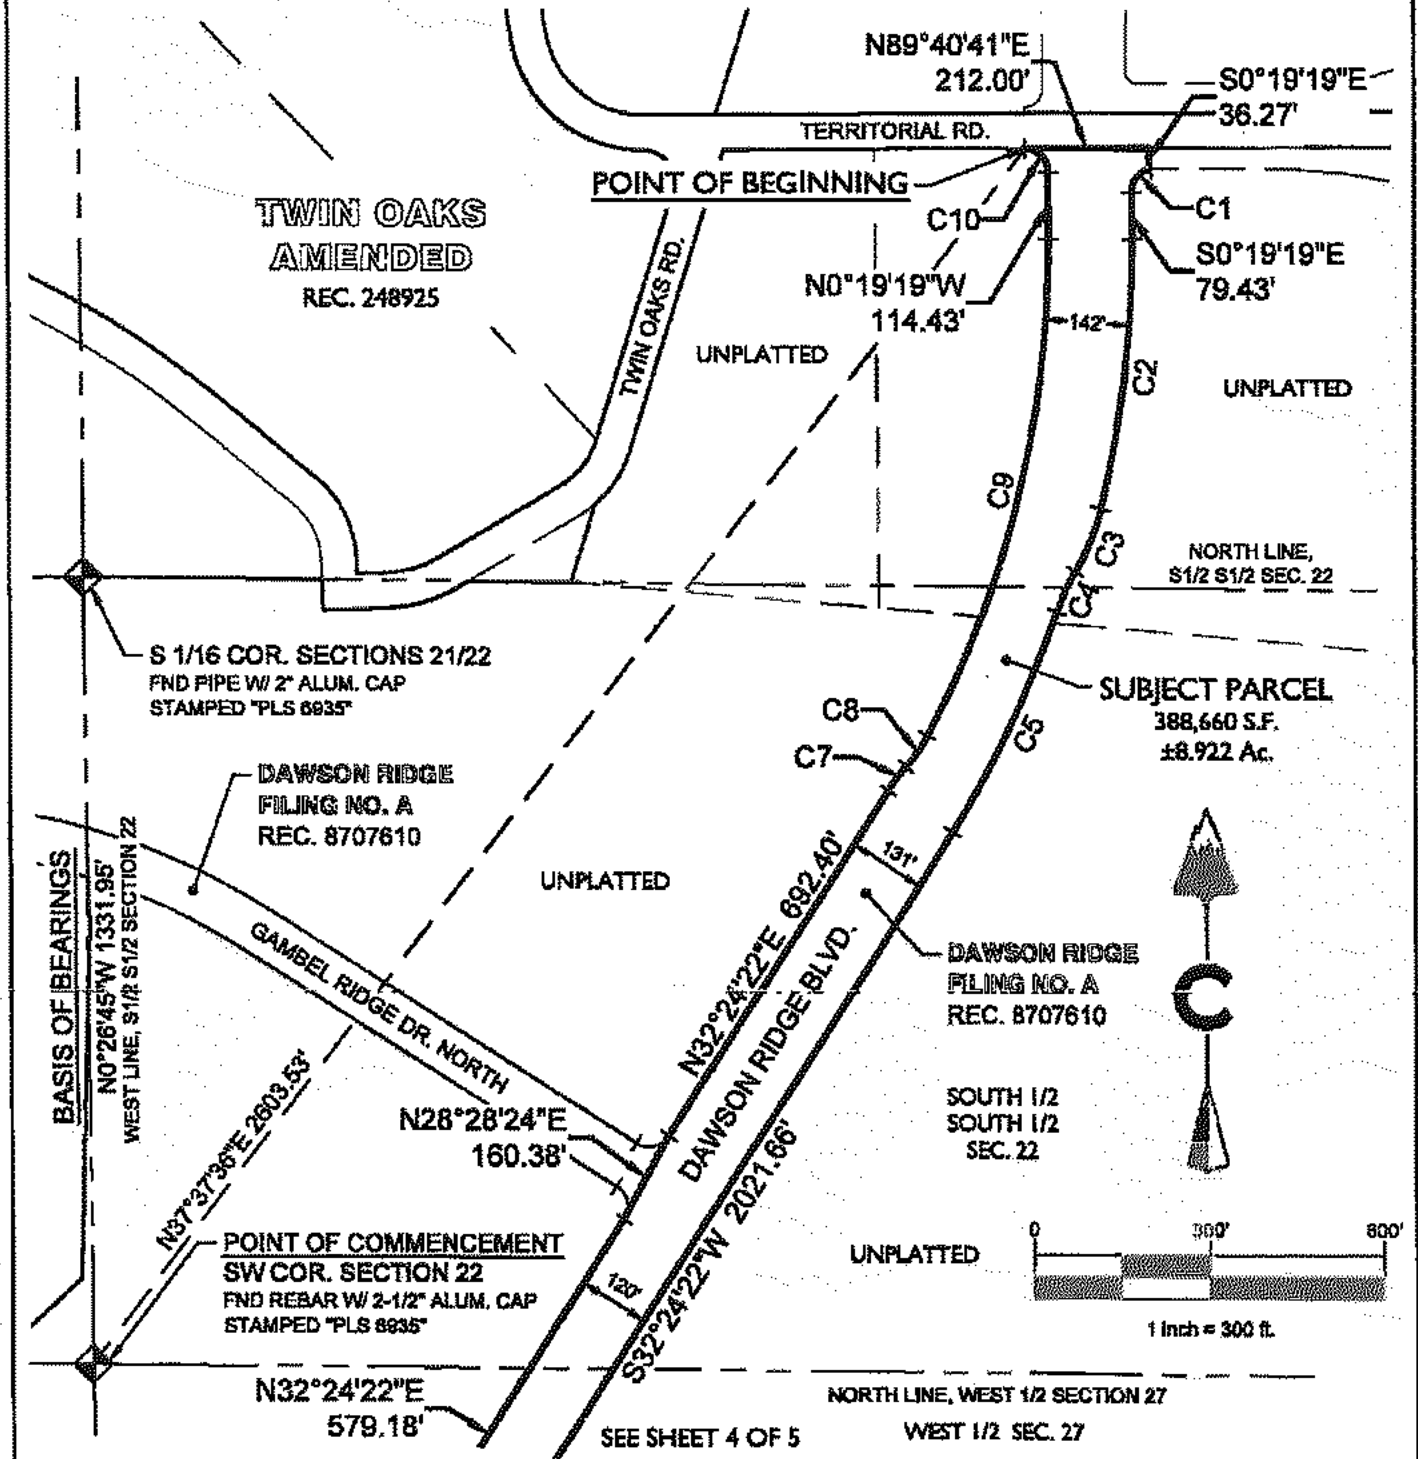 N89°40'41"E
212.00'
S0°19'19"E
36.27'
TERRITORIAL RD.
POINT OF BEGINNING
C10
C1
TWIN OAKS
AMENDED
REC. 248925
S0°19'19"E
79.43'
N0°19'19"W
114.43'
142'
TWIN OAKS RD.
UNPLATTED
C2
UNPLATTED
C9
C3
NORTH LINE,
S1/2 S1/2 SEC. 22
C4
S 1/16 COR. SECTIONS 21/22
FND PIPE W/ 2" ALUM. CAP
STAMPED "PLS 6935"
SUBJECT PARCEL
388,660 S.F.
±8.922 Ac.
C8
C5
C7
DAWSON RIDGE
FILING NO. A
REC. 8707610
131'
UNPLATTED
BASIS OF BEARINGS
N0°26'45"W 1331.95'
WEST LINE, S1/2 S1/2 SECTION 22
GAMBEL RIDGE DR. NORTH
N32°24'22"E 692.40'
DAWSON RIDGE BLVD.
DAWSON RIDGE
FILING NO. A
REC. 8707610
C
SOUTH 1/2
SOUTH 1/2
SEC. 22
N37°37'36"E 2603.53'
N28°28'24"E
160.38'
S32°24'22"W 2021.66'
POINT OF COMMENCEMENT
SW COR. SECTION 22
FND REBAR W/ 2-1/2" ALUM. CAP
STAMPED "PLS 6935"
UNPLATTED
0 300' 600'
1 inch = 300 ft.
120'
N32°24'22"E
579.18'
NORTH LINE, WEST 1/2 SECTION 27
WEST 1/2 SEC. 27
SEE SHEET 4 OF 5